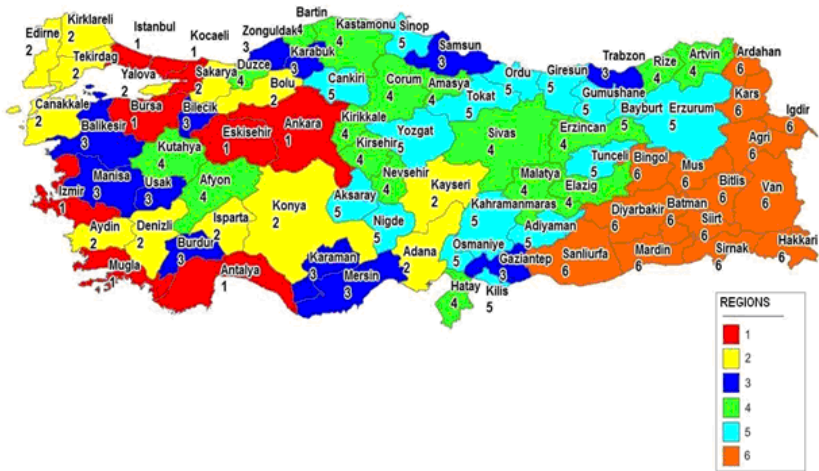 Edirne
2
Kirklareli
2
Tekirdag
2
Istanbul
1
Kocaeli
1
Yalova
2
Sakarya
2
Duzce
4
Zonguldak
3
Bartin
4
Karabuk
3
Kastamonu
4
Sinop
5
Samsun
3
Bolu
2
Cankiri
5
Corum
4
Amasya
4
Tokat
5
Ordu
5
Giresun
5
Trabzon
3
Gumushane
5
Rize
4
Artvin
4
Ardahan
6
Kars
6
Igdir
6
Bayburt
5
Erzurum
5
Agri
6
Canakkale
2
Balikesir
3
Bursa
1
Bilecik
3
Eskisehir
1
Ankara
1
Kirikkale
4
Kirsehir
4
Yozgat
5
Sivas
4
Erzincan
4
Tunceli
5
Bingol
6
Mus
6
Bitlis
6
Van
6
Kutahya
4
Manisa
3
Usak
3
Afyon
4
Izmir
1
Konya
2
Aksaray
5
Nevsehir
4
Nigde
5
Kayseri
2
Malatya
4
Elazig
4
Kahramanmaras
5
Adiyaman
5
Diyarbakir
6
Batman
6
Siirt
6
Aydin
2
Denizli
2
Isparta
2
Burdur
3
Mugla
1
Antalya
1
Karaman
3
Mersin
3
Adana
2
Osmaniye
5
Gaziantep
3
Kilis
5
Hatay
4
Sanliurfa
6
Mardin
6
Sirnak
6
Hakkari
6
REGIONS
1
2
3
4
5
6